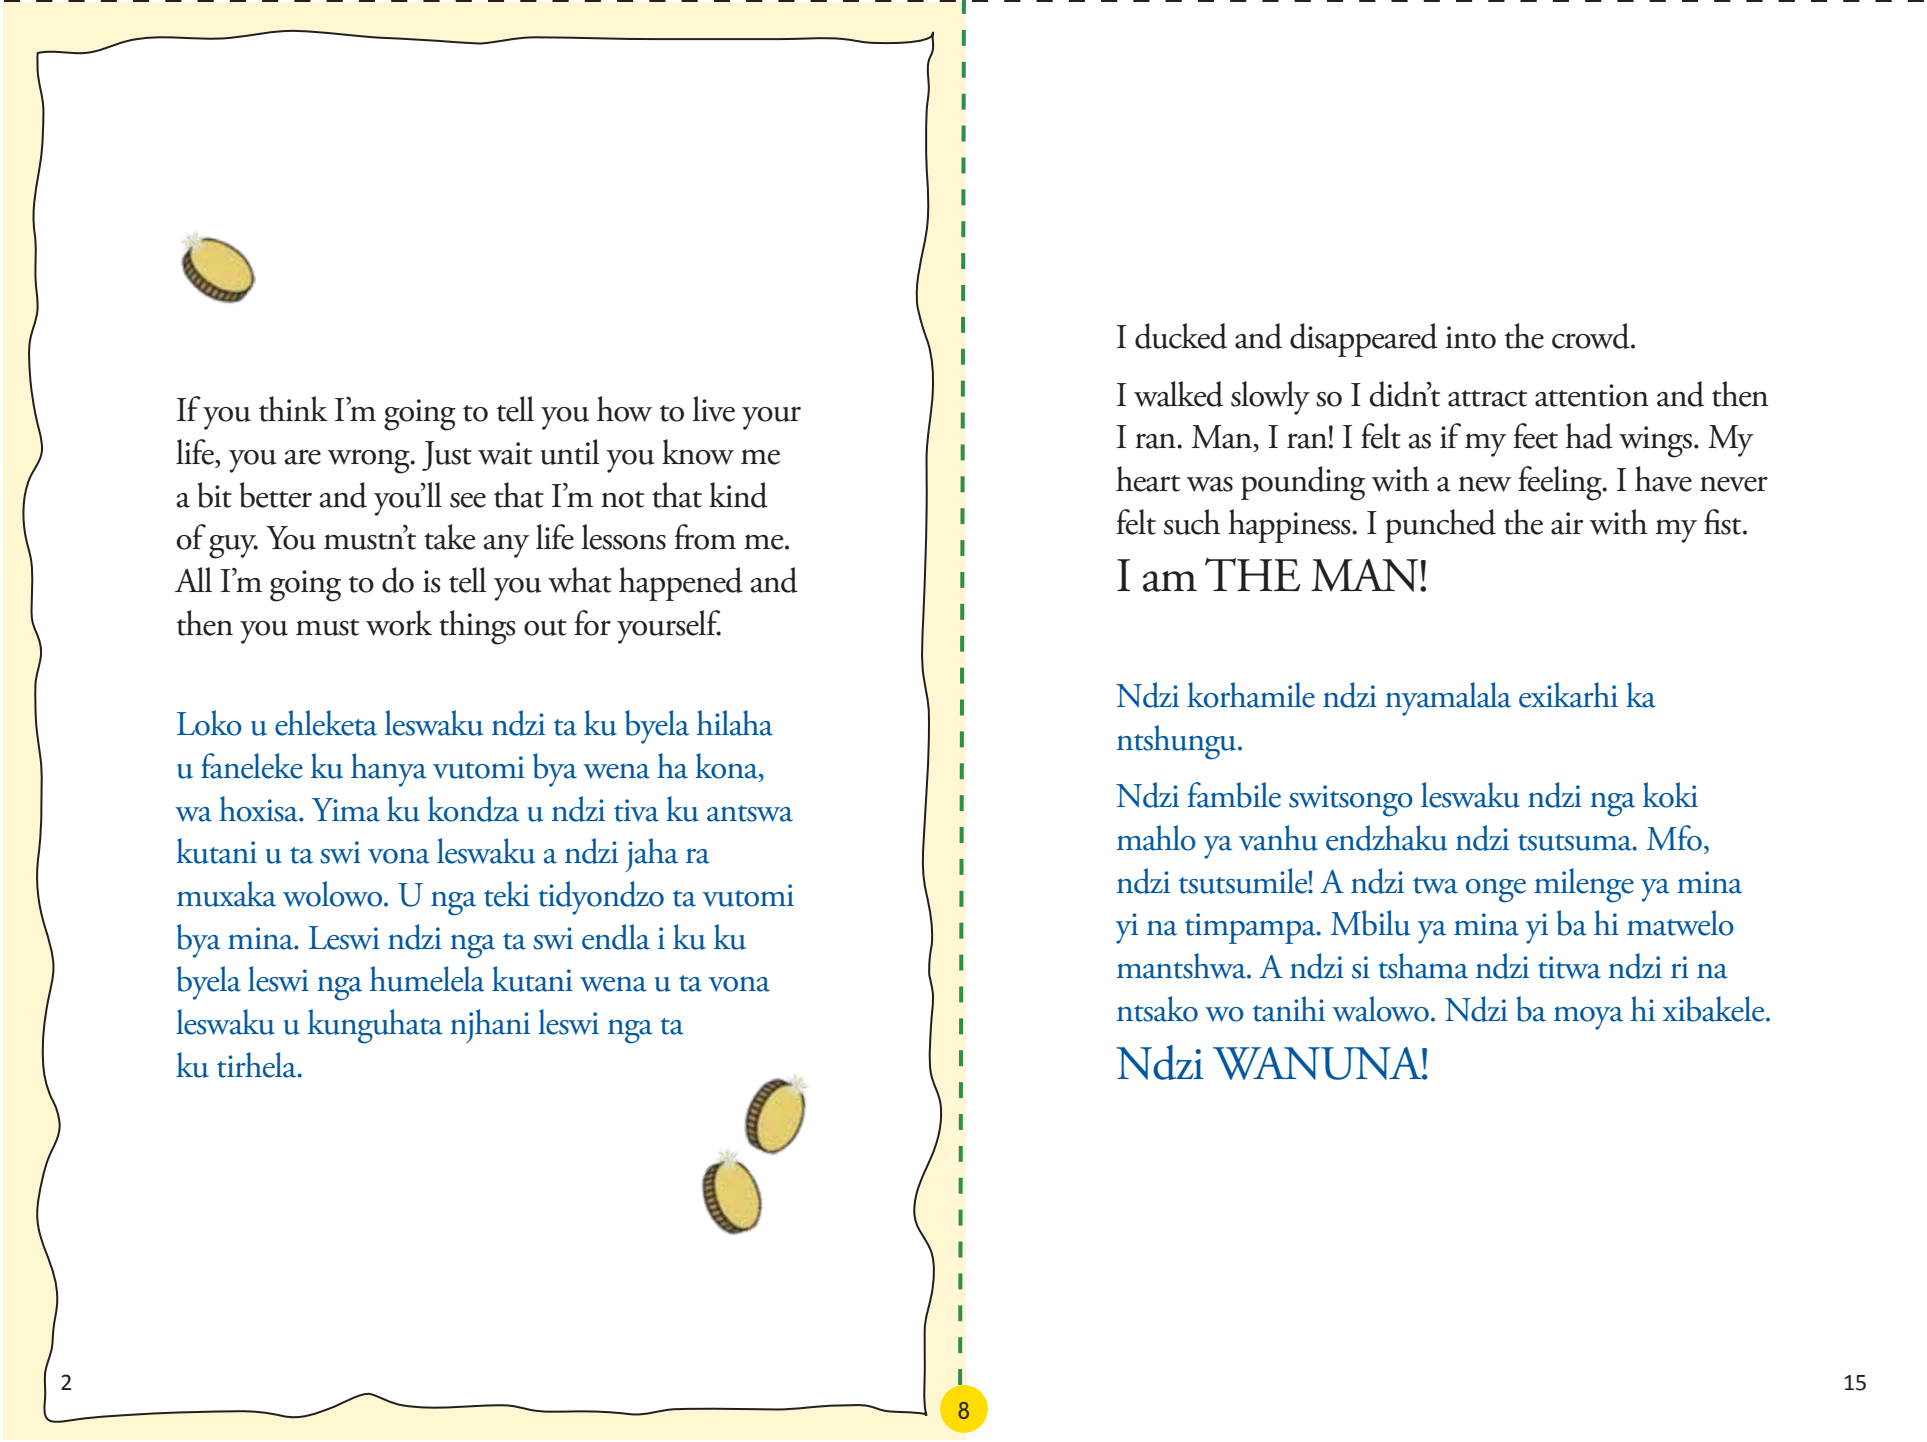 If you think I’m going to tell you how to live your
life, you are wrong. Just wait until you know me
a bit better and you’ll see that I’m not that kind
of guy. You mustn’t take any life lessons from me.
All I’m going to do is tell you what happened and
then you must work things out for yourself.
Loko u ehleketa leswaku ndzi ta ku byela hilaha
u faneleke ku hanya vutomi bya wena ha kona,
wa hoxisa. Yima ku kondza u ndzi tiva ku antswa
kutani u ta swi vona leswaku a ndzi jaha ra
muxaka wolowo. U nga teki tidyondzo ta vutomi
bya mina. Leswi ndzi nga ta swi endla i ku ku
byela leswi nga humelela kutani wena u ta vona
leswaku u kunguhata njhani leswi nga ta
ku tirhela.
2
8
I ducked and disappeared into the crowd.
I walked slowly so I didn’t attract attention and then
I ran. Man, I ran! I felt as if my feet had wings. My
heart was pounding with a new feeling. I have never
felt such happiness. I punched the air with my fist.
I am THE MAN!
Ndzi korhamile ndzi nyamalala exikarhi ka
ntshungu.
Ndzi fambile switsongo leswaku ndzi nga koki
mahlo ya vanhu endzhaku ndzi tsutsuma. Mfo,
ndzi tsutsumile! A ndzi twa onge milenge ya mina
yi na timpampa. Mbilu ya mina yi ba hi matwelo
mantshwa. A ndzi si tshama ndzi titwa ndzi ri na
ntsako wo tanihi walowo. Ndzi ba moya hi xibakele.
Ndzi WANUNA!
15